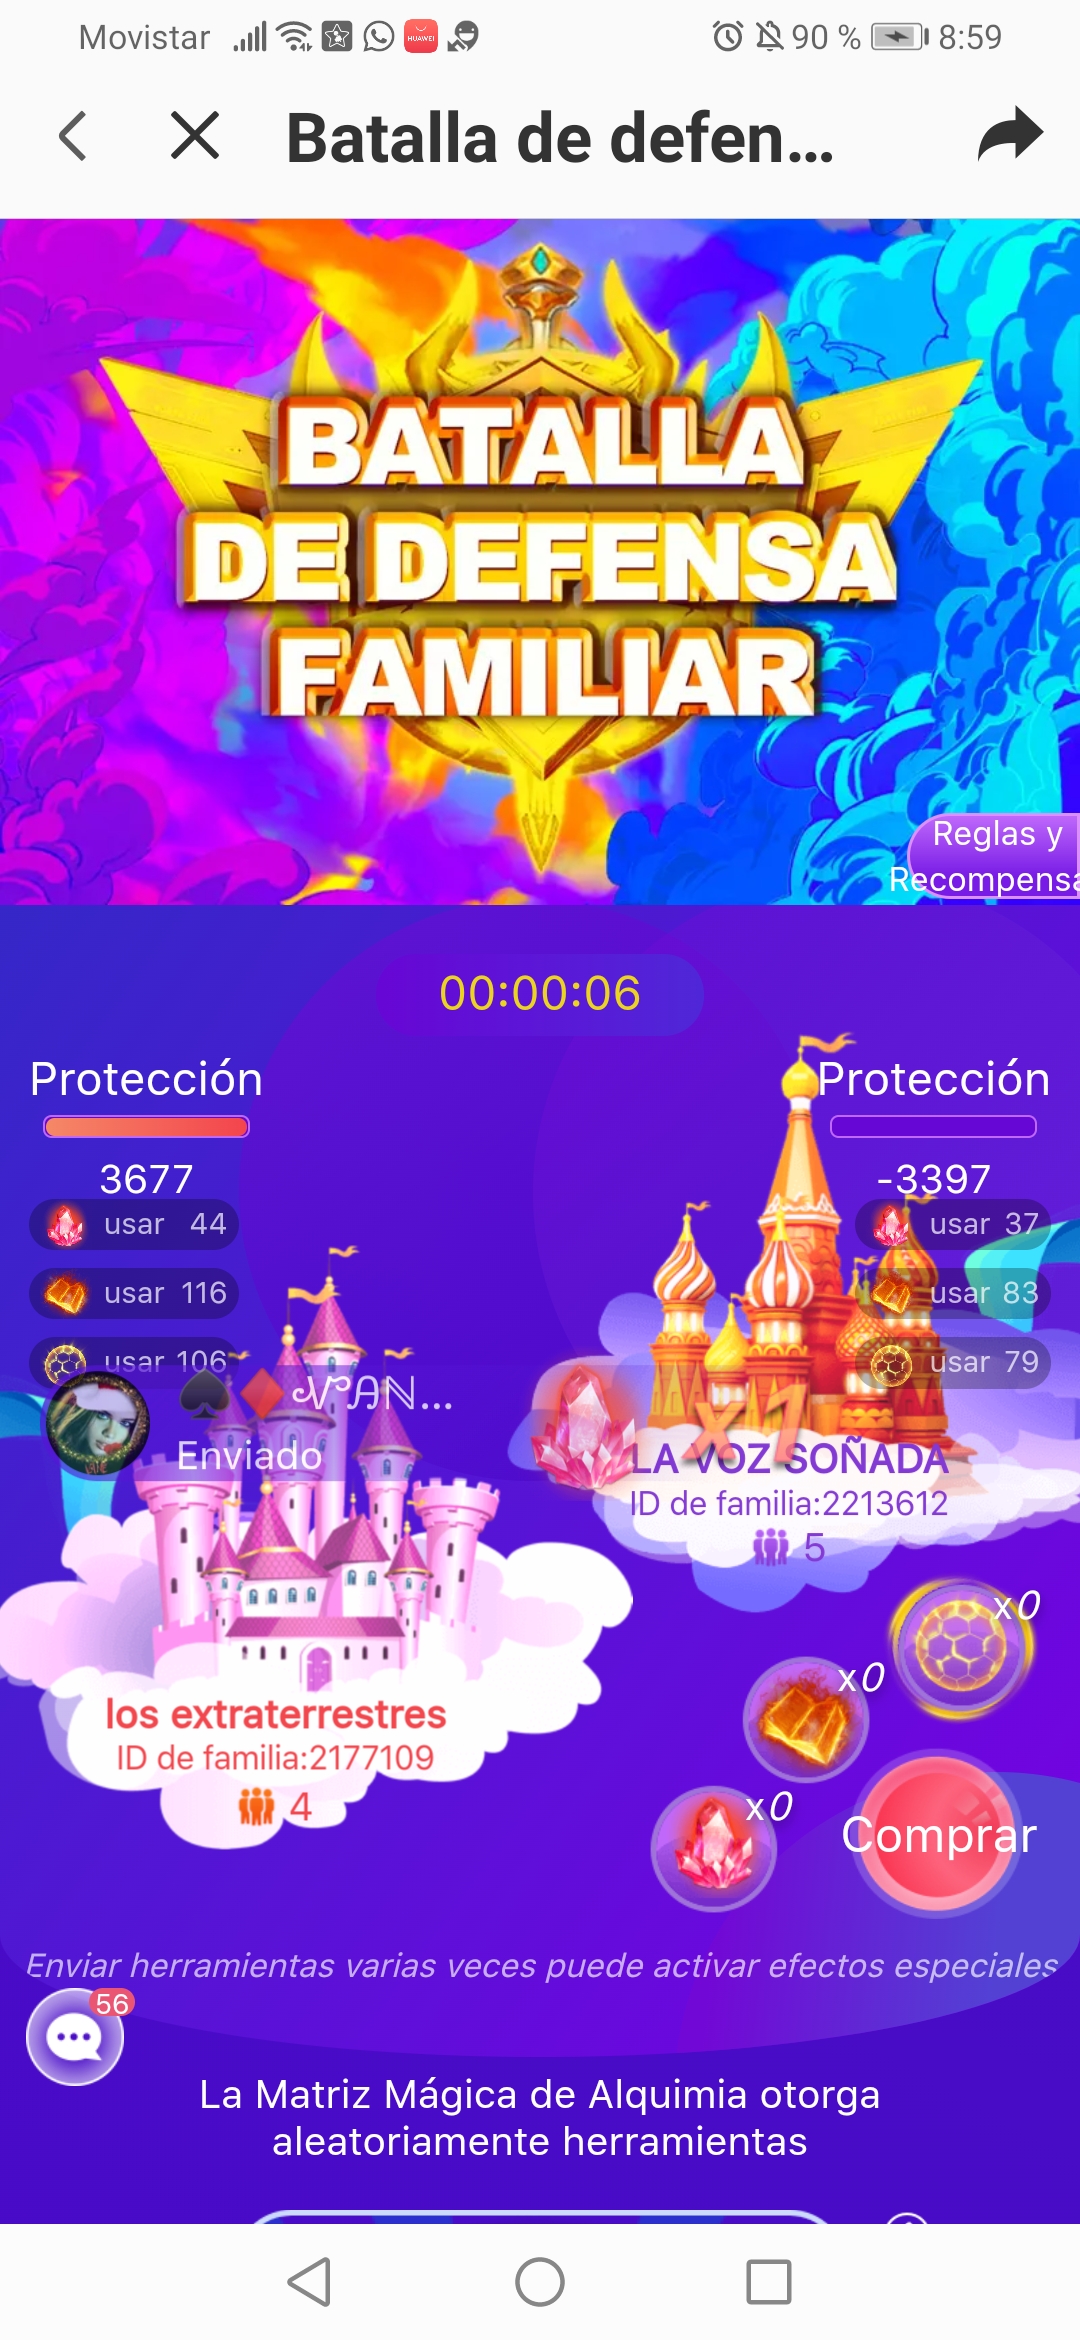 Movistar 90 % 8:59
Batalla de defen...
BATALLA
DE DEFENSA
FAMILIAR
Reglas y
Recompensa
00:00:06
Protección
3677
usar 44
usar 116
usar 106
Protección
-3397
usar 37
usar 83
usar 79
Enviado
x1
LA VOZ SOÑADA
ID de familia:2213612
5
los extraterrestres
ID de familia:2177109
4
x0
x0
x0
Comprar
Enviar herramientas varias veces puede activar efectos especiales
56
La Matriz Mágica de Alquimia otorga
aleatoriamente herramientas